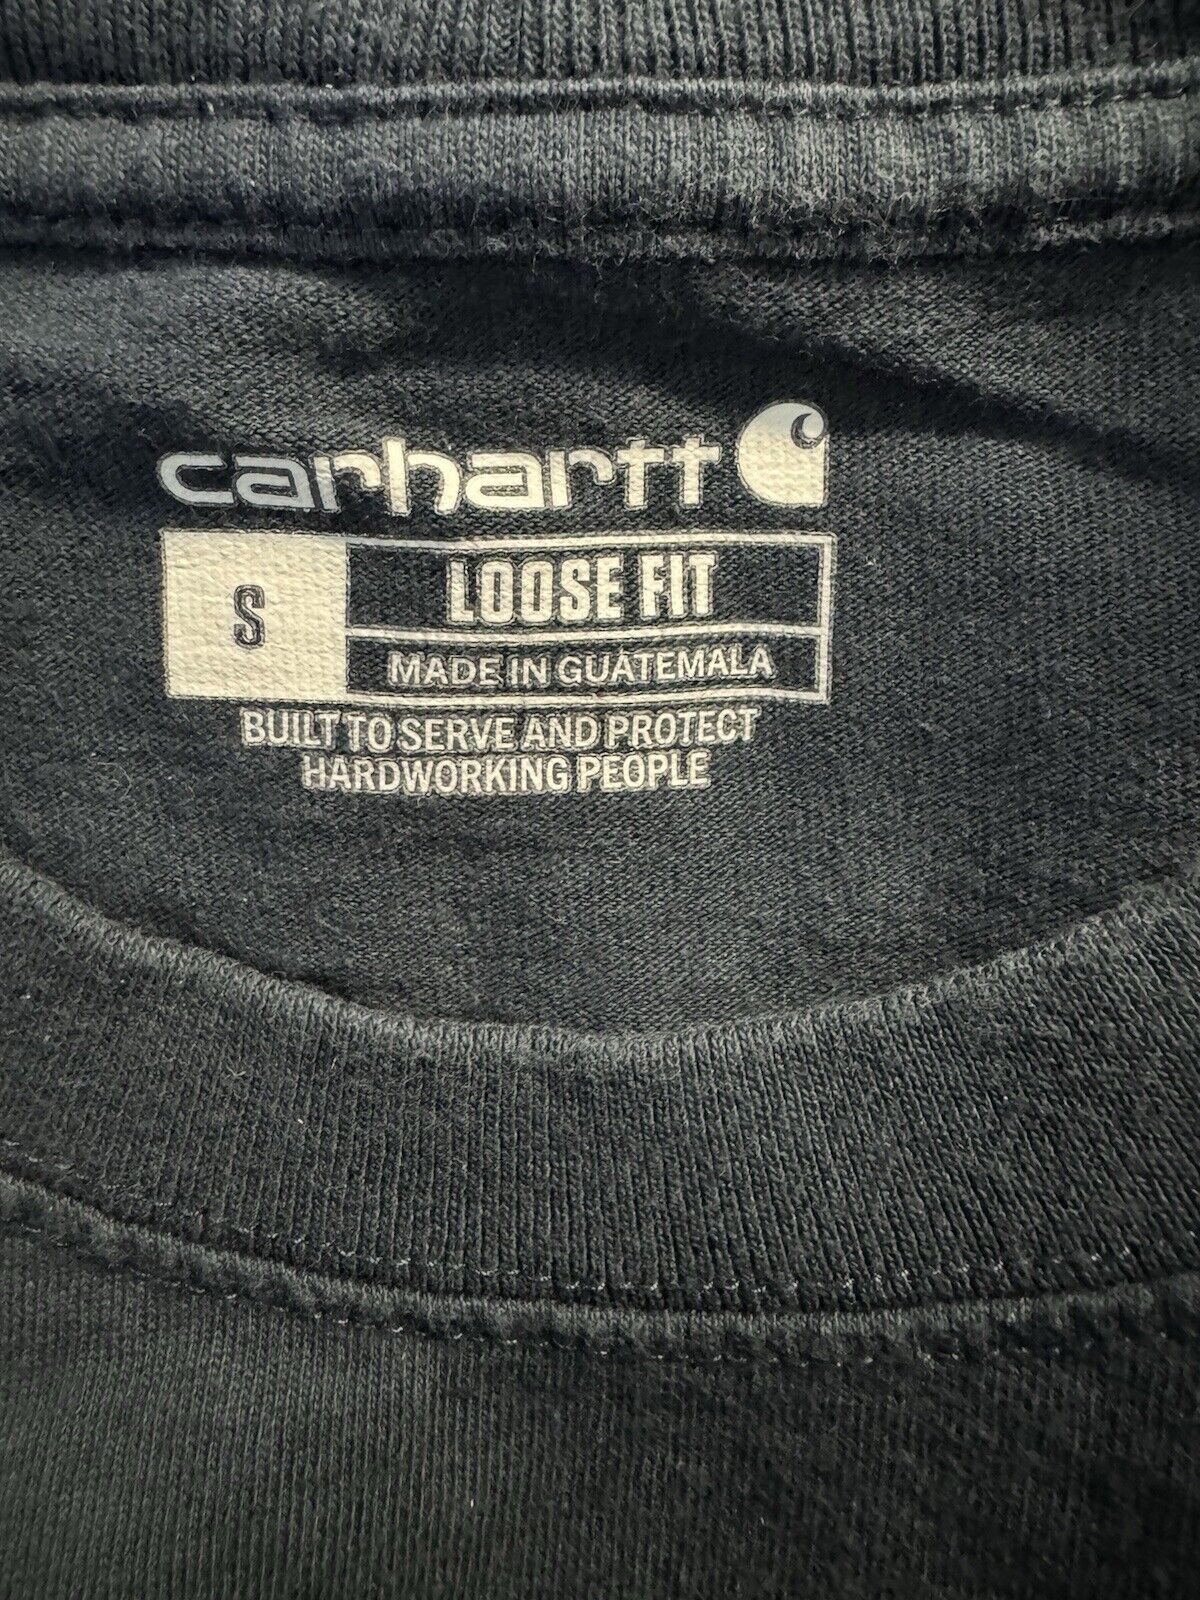 carhartt
S
LOOSE FIT
MADE IN GUATEMALA
BUILT TO SERVE AND PROTECT
HARDWORKING PEOPLE